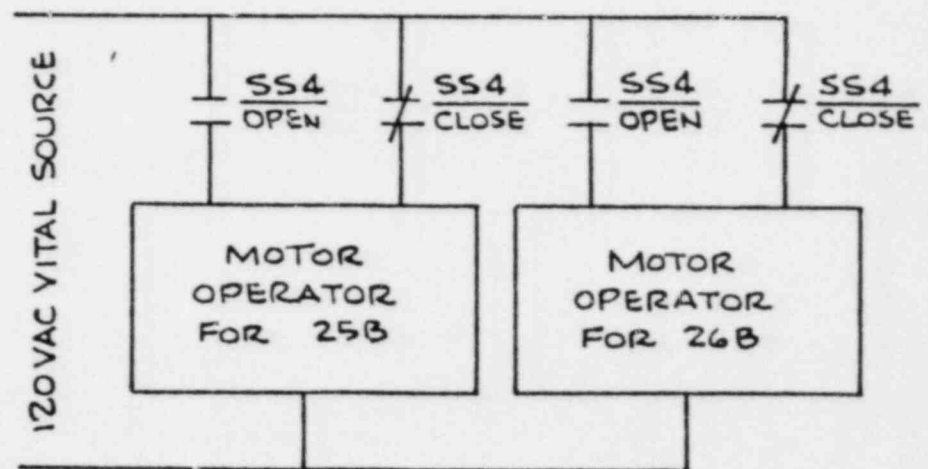 120VAC VITAL SOURCE
SS4
OPEN
SS4
CLOSE
SS4
OPEN
SS4
CLOSE
MOTOR
OPERATOR
FOR 25B
MOTOR
OPERATOR
FOR 26B